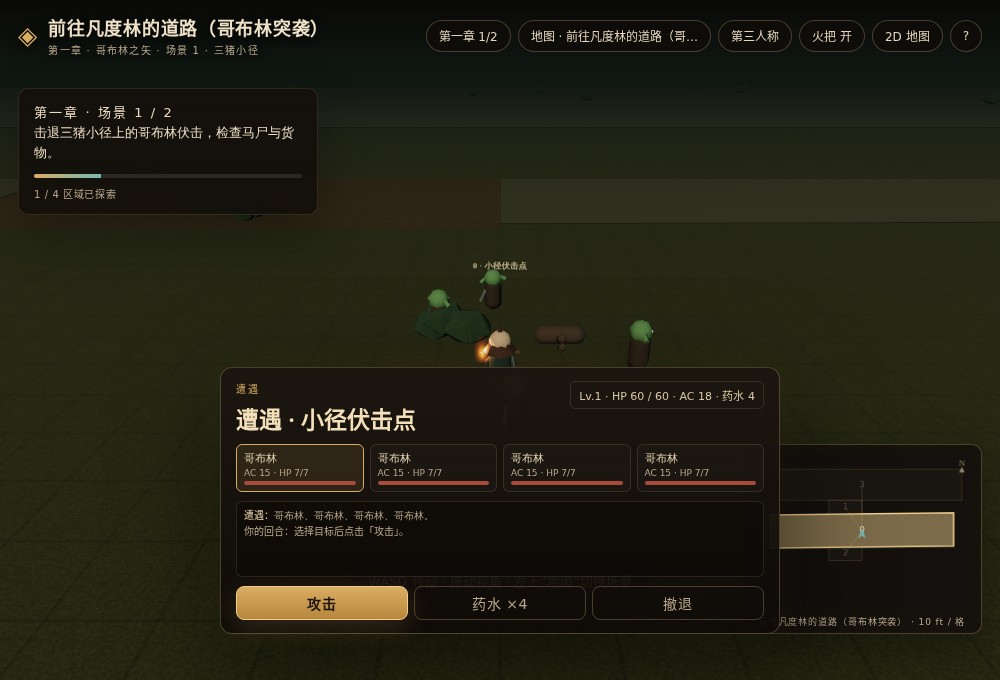 前往凡度林的道路（哥布林突袭）
第一章 · 哥布林之矢 · 场景 1 · 三猪小径
第一章 1/2
地图 · 前往凡度林的道路（哥…
第三人称
火把 开
2D 地图
?
第一章 · 场景 1 / 2
击退三猪小径上的哥布林伏击，检查马尸与货
物。
1 / 4 区域已探索
0 · 小径伏击点
遭遇
遭遇 · 小径伏击点
Lv.1 · HP 60 / 60 · AC 18 · 药水 4
哥布林
AC 15 · HP 7/7
哥布林
AC 15 · HP 7/7
哥布林
AC 15 · HP 7/7
哥布林
AC 15 · HP 7/7
遭遇：哥布林、哥布林、哥布林、哥布林。
你的回合：选择目标后点击「攻击」。
攻击
药水 ×4
撤退
N
3
1
0
2
凡度林的道路（哥布林突袭） · 10 ft / 格